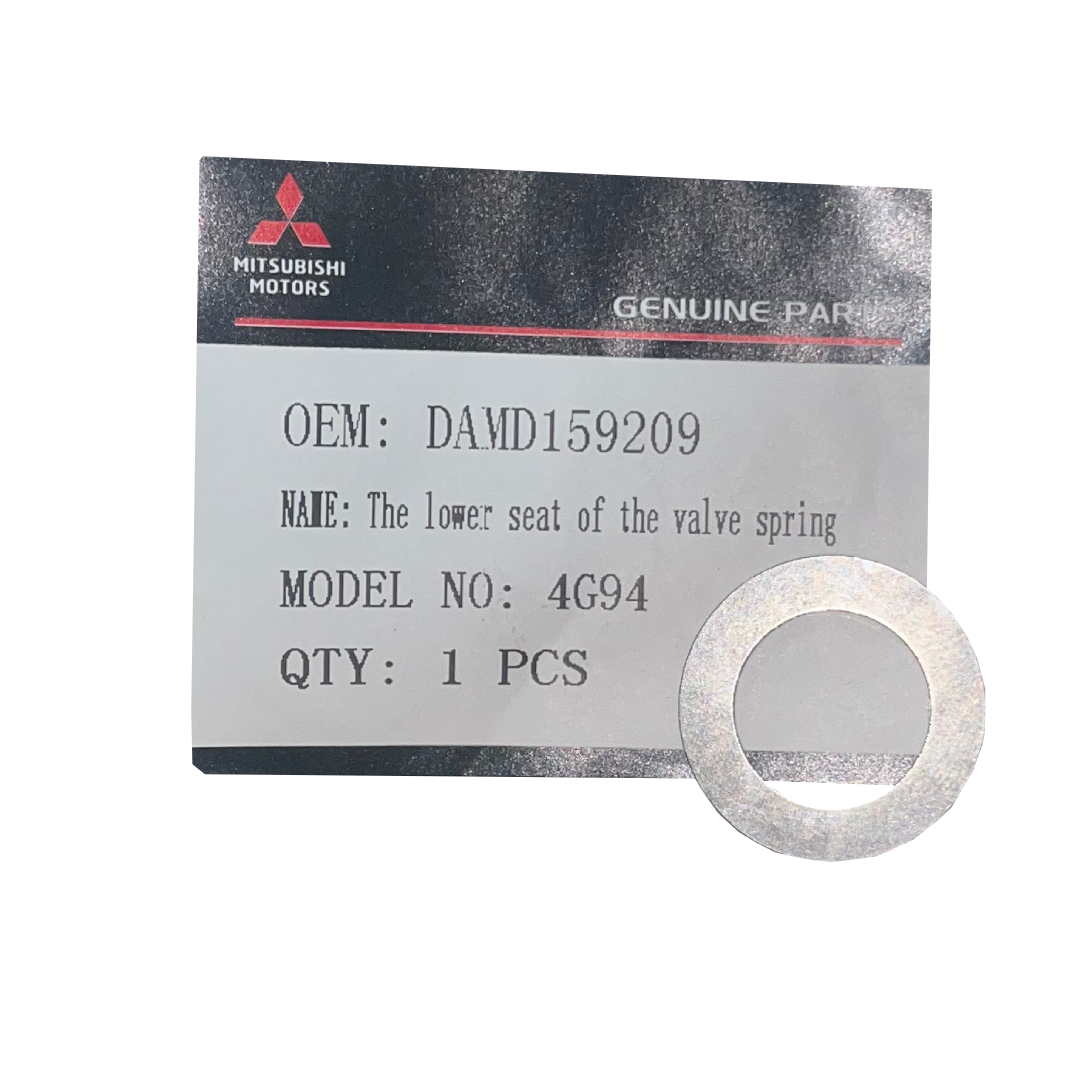 MITSUBISHI
MOTORS
GENUINE PARTS
OEM: DAMD159209
NAME: The lower seat of the valve spring
MODEL NO: 4G94
QTY: 1 PCS